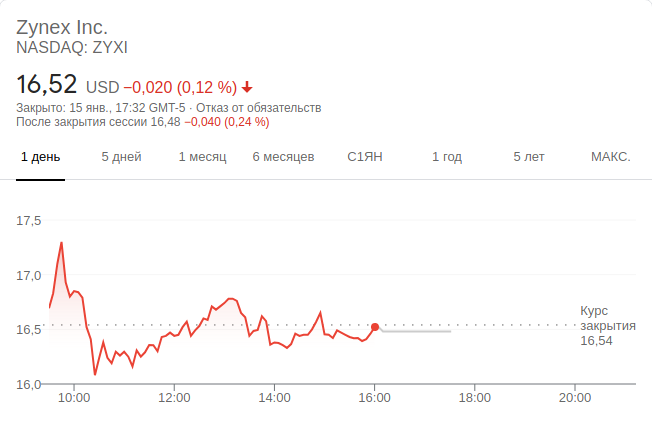 Zynex Inc.
NASDAQ: ZYXI
16,52 USD −0,020 (0,12 %)
Закрыто: 15 янв., 17:32 GMT-5 · Отказ от обязательств
После закрытия сессии 16,48 −0,040 (0,24 %)
1 день 5 дней 1 месяц 6 месяцев С1ЯН 1 год 5 лет МАКС.
17,5
17,0
16,5
16,0
Курс
закрытия
16,54
10:00 12:00 14:00 16:00 18:00 20:00